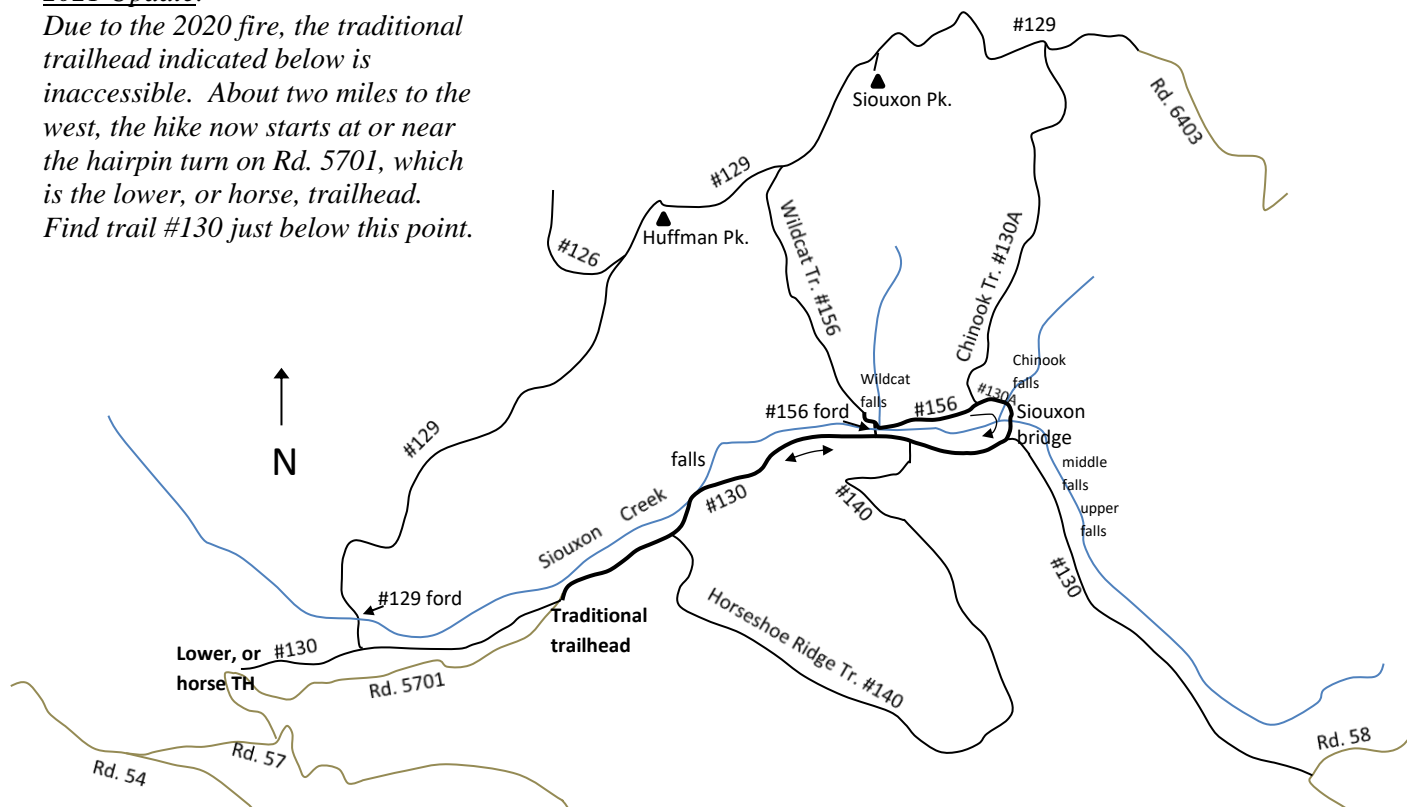 2021 Update:
Due to the 2020 fire, the traditional
trailhead indicated below is
inaccessible. About two miles to the
west, the hike now starts at or near
the hairpin turn on Rd. 5701, which
is the lower, or horse, trailhead.
Find trail #130 just below this point.
#129
Siouxon Pk.
Rd. 6403
#129
Huffman Pk.
#126
Wildcat Tr. #156
Chinook Tr. #130A
Chinook
falls
Wildcat
falls
#130A
#156
#156 ford
Siouxon
bridge
N
#129
falls
middle
falls
#130
#140
upper
falls
Siouxon Creek
#130
#129 ford
Traditional
trailhead
Horseshoe Ridge Tr. #140
Lower, or
horse TH
#130
Rd. 5701
Rd. 57
Rd. 54
Rd. 58